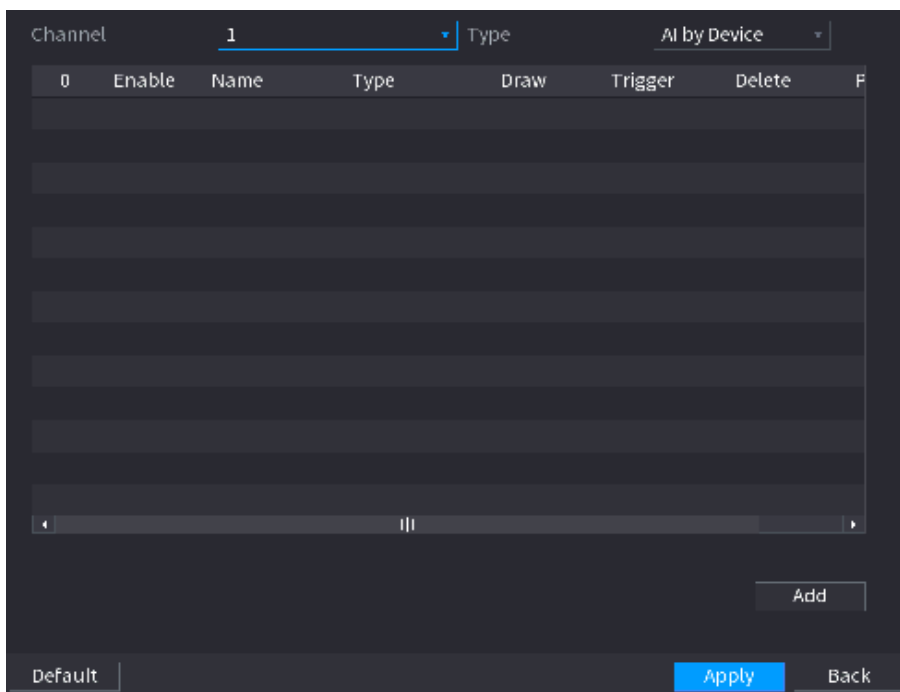 Channel 1 Type AI by Device
0 Enable Name Type Draw Trigger Delete
Add
Default Apply Back